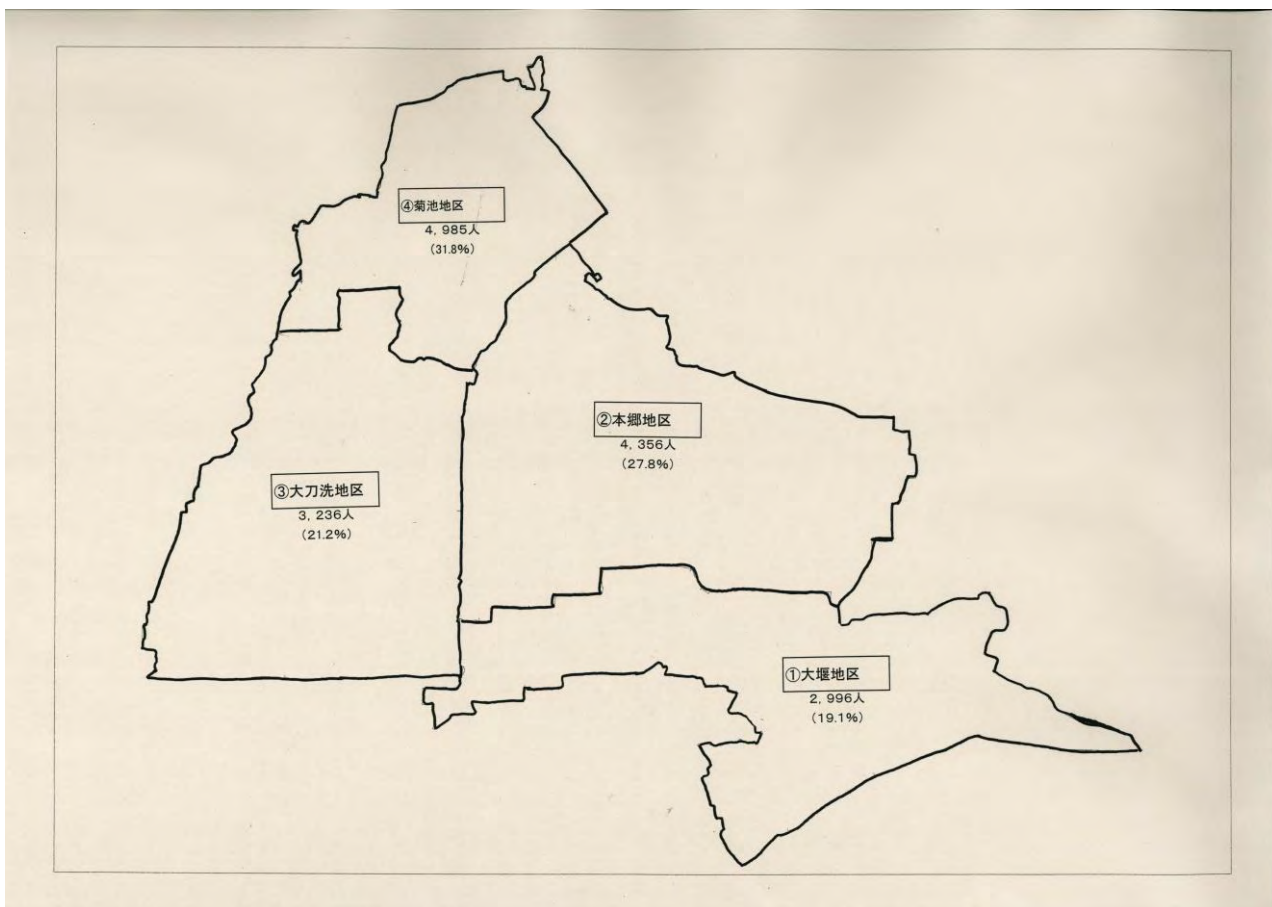 ④菊池地区
4, 985人
(31.8%)
②本郷地区
4, 356人
(27.8%)
③大刀洗地区
3, 236人
(21.2%)
①大堰地区
2, 996人
(19.1%)